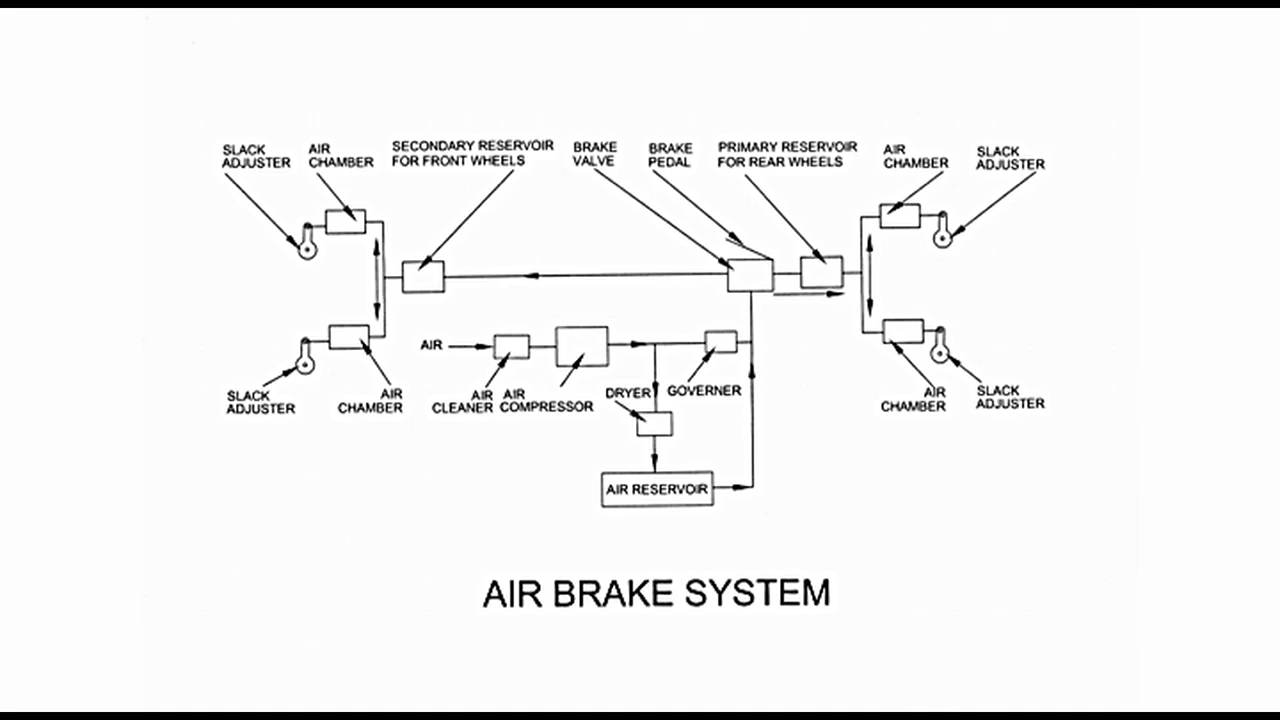 SLACK
ADJUSTER
AIR
CHAMBER
SECONDARY RESERVOIR
FOR FRONT WHEELS
BRAKE
VALVE
BRAKE
PEDAL
PRIMARY RESERVOIR
FOR REAR WHEELS
AIR
CHAMBER
SLACK
ADJUSTER
AIR
SLACK
ADJUSTER
AIR
CHAMBER
AIR
CLEANER
AIR
COMPRESSOR
DRYER
GOVERNER
AIR
CHAMBER
SLACK
ADJUSTER
AIR RESERVOIR
AIR BRAKE SYSTEM